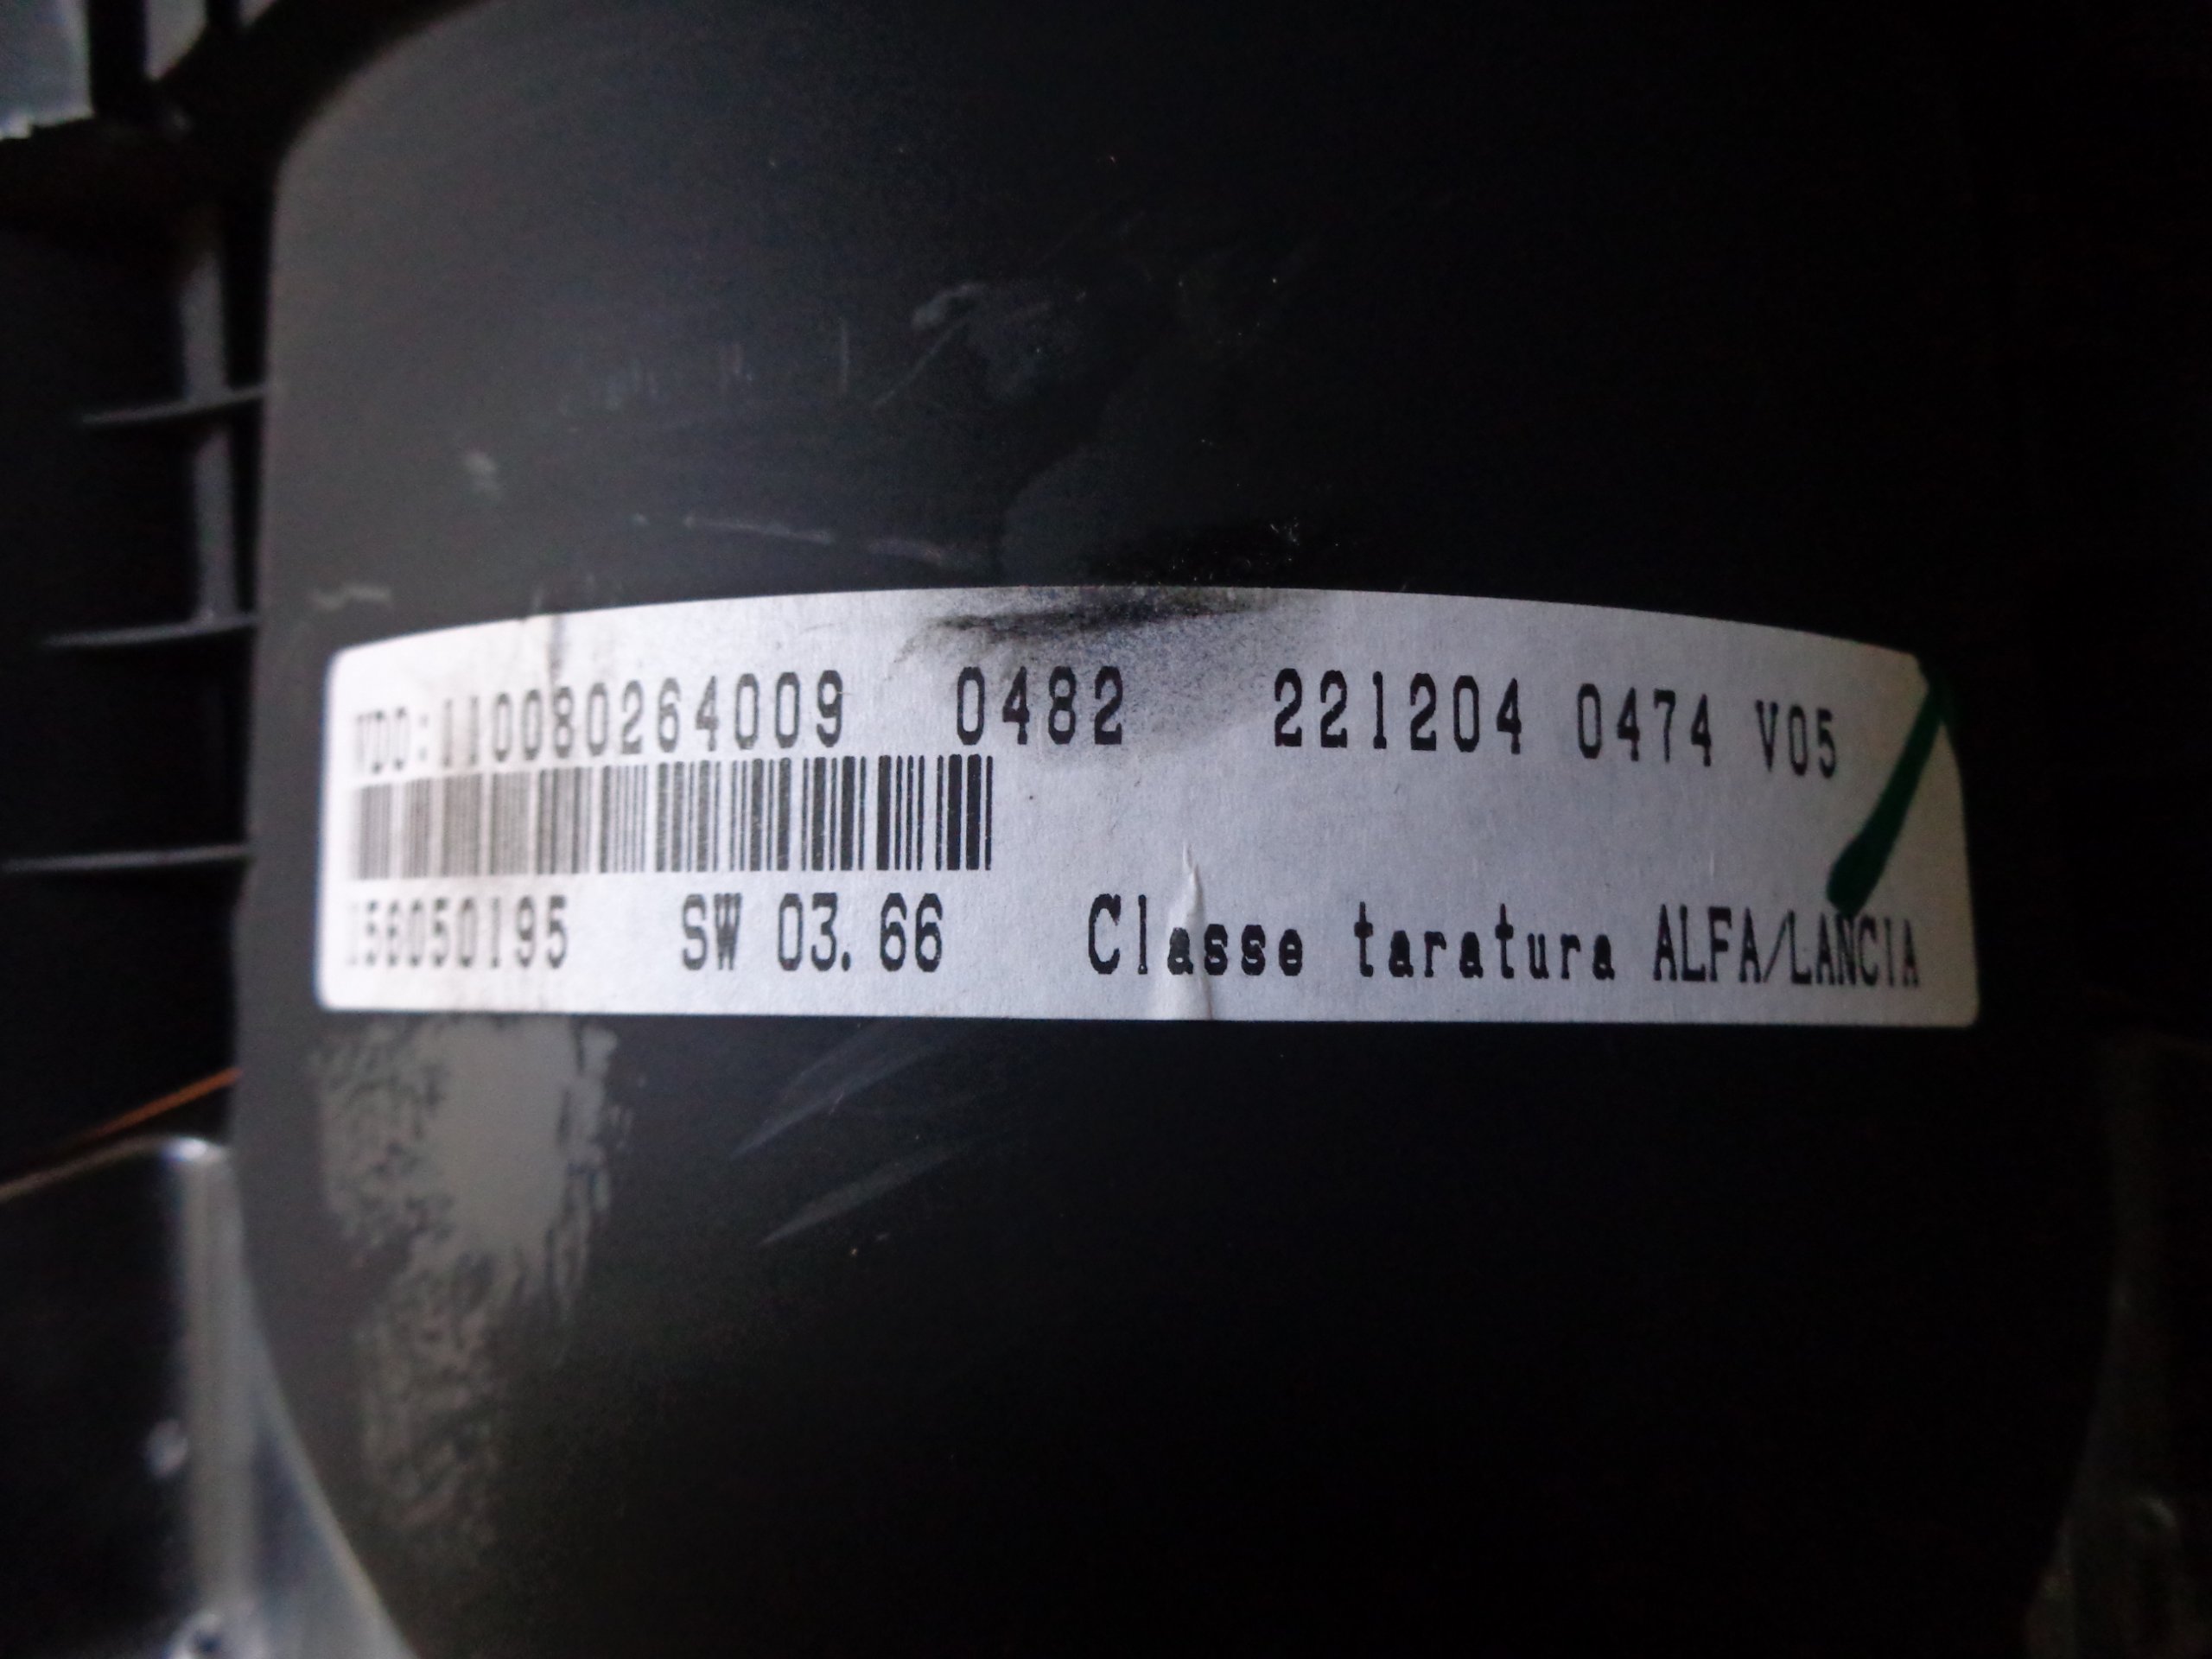 VDO:110080264009 0482 221204 0474 V05
156050195 SW 03.66 Classe taratura ALFA/LANCIA